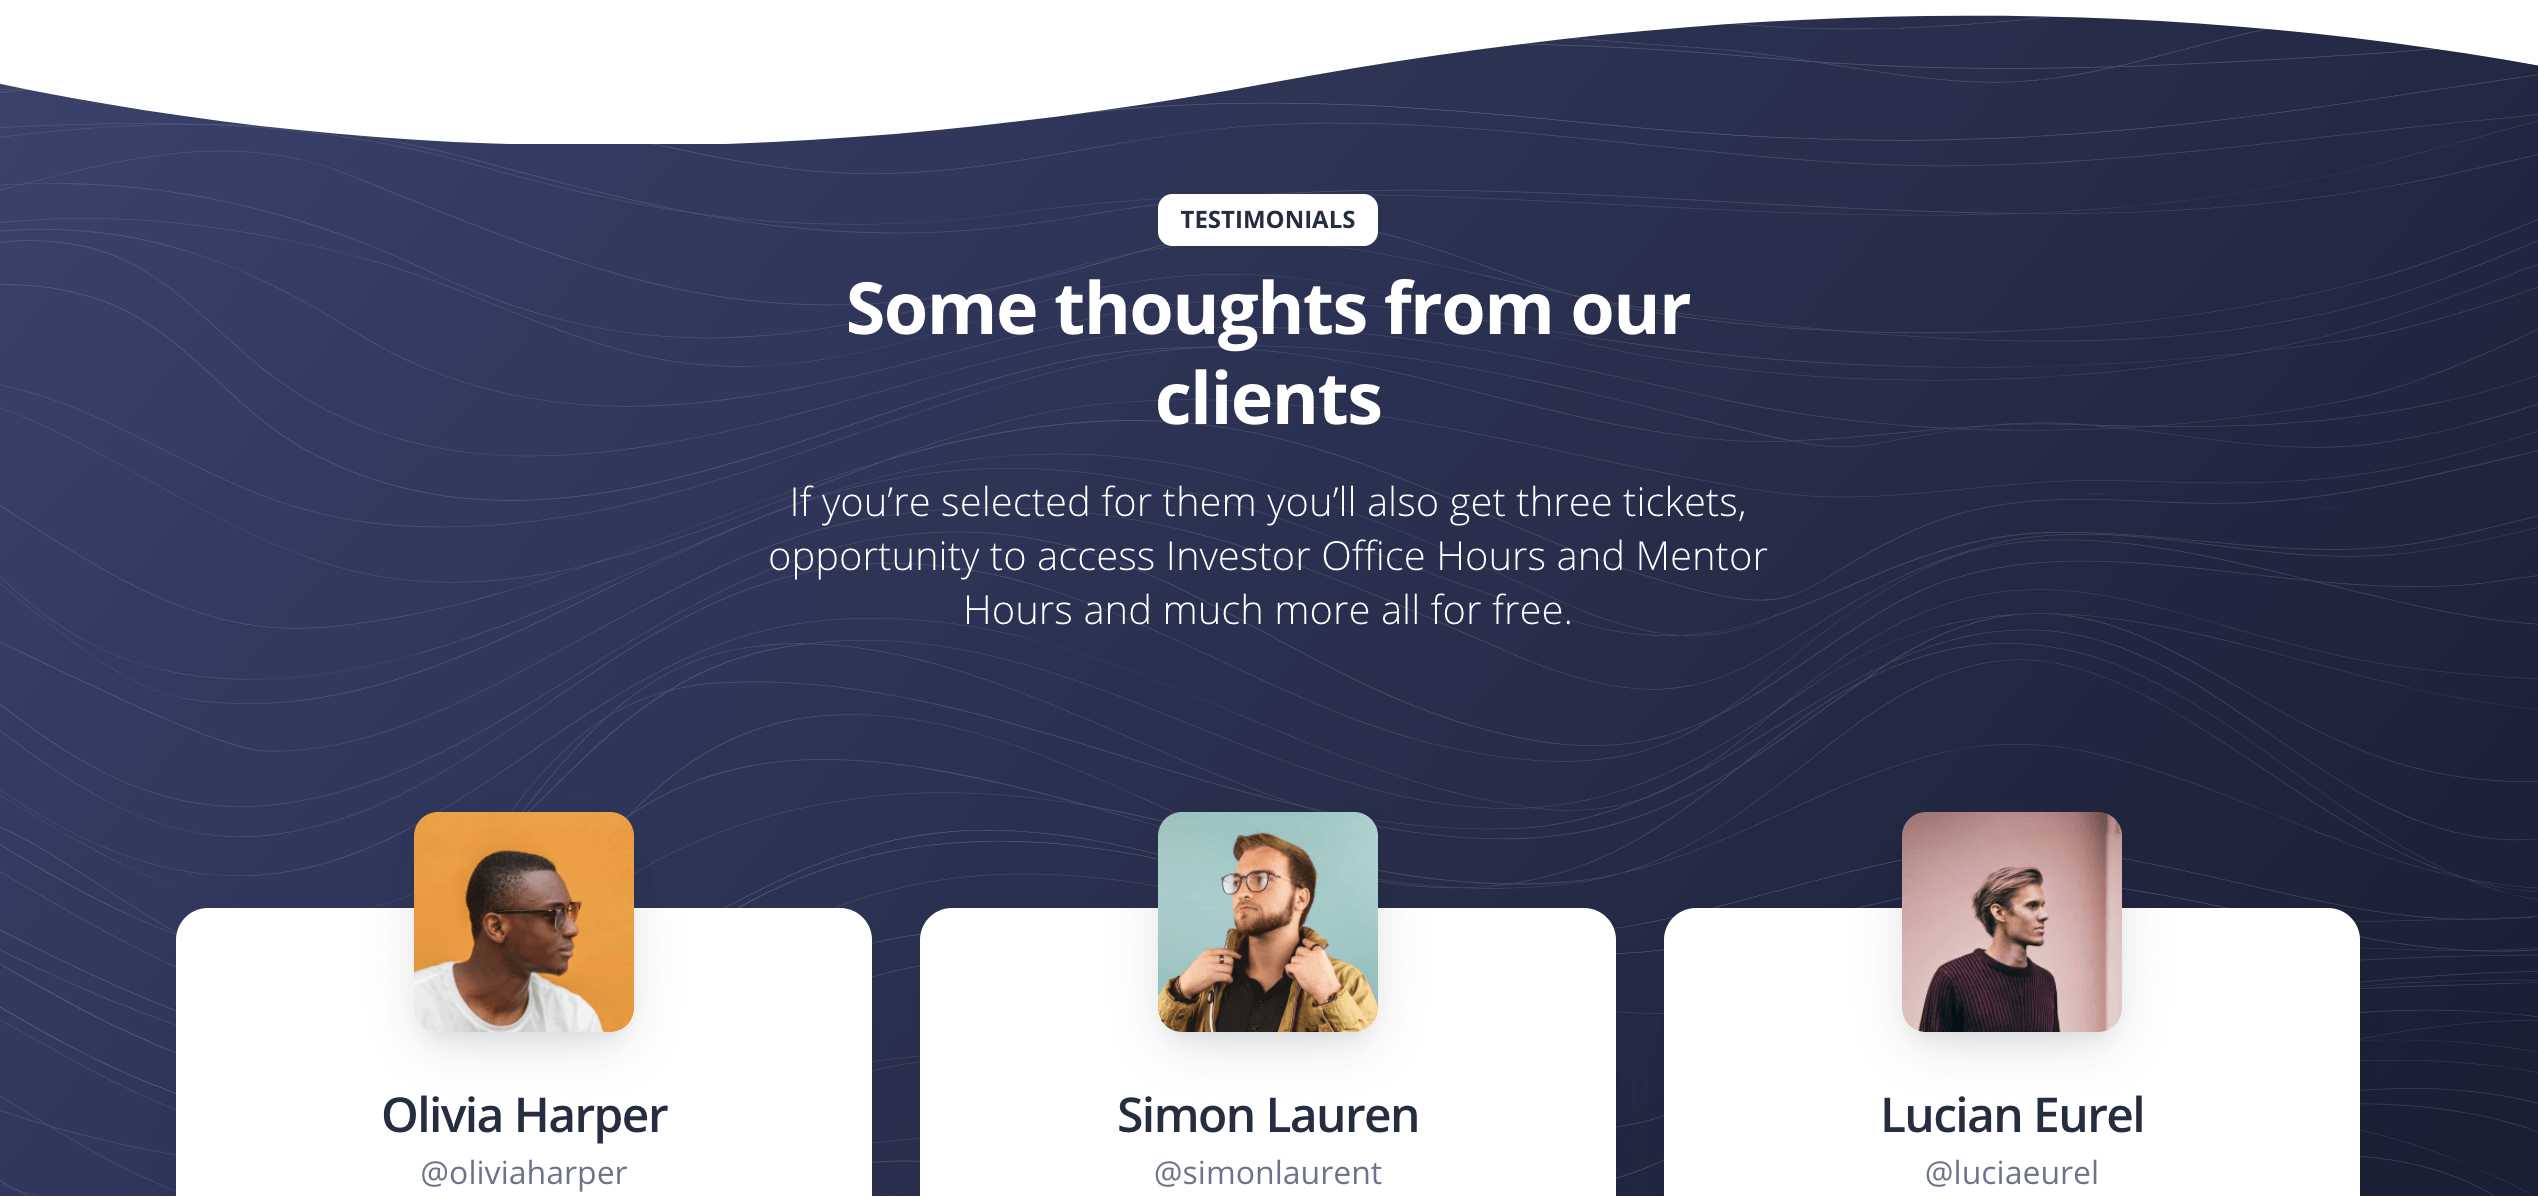 TESTIMONIALS
Some thoughts from our
clients
If you’re selected for them you’ll also get three tickets,
opportunity to access Investor Office Hours and Mentor
Hours and much more all for free.
Olivia Harper
@oliviaharper
Simon Lauren
@simonlaurent
Lucian Eurel
@luciaeurel